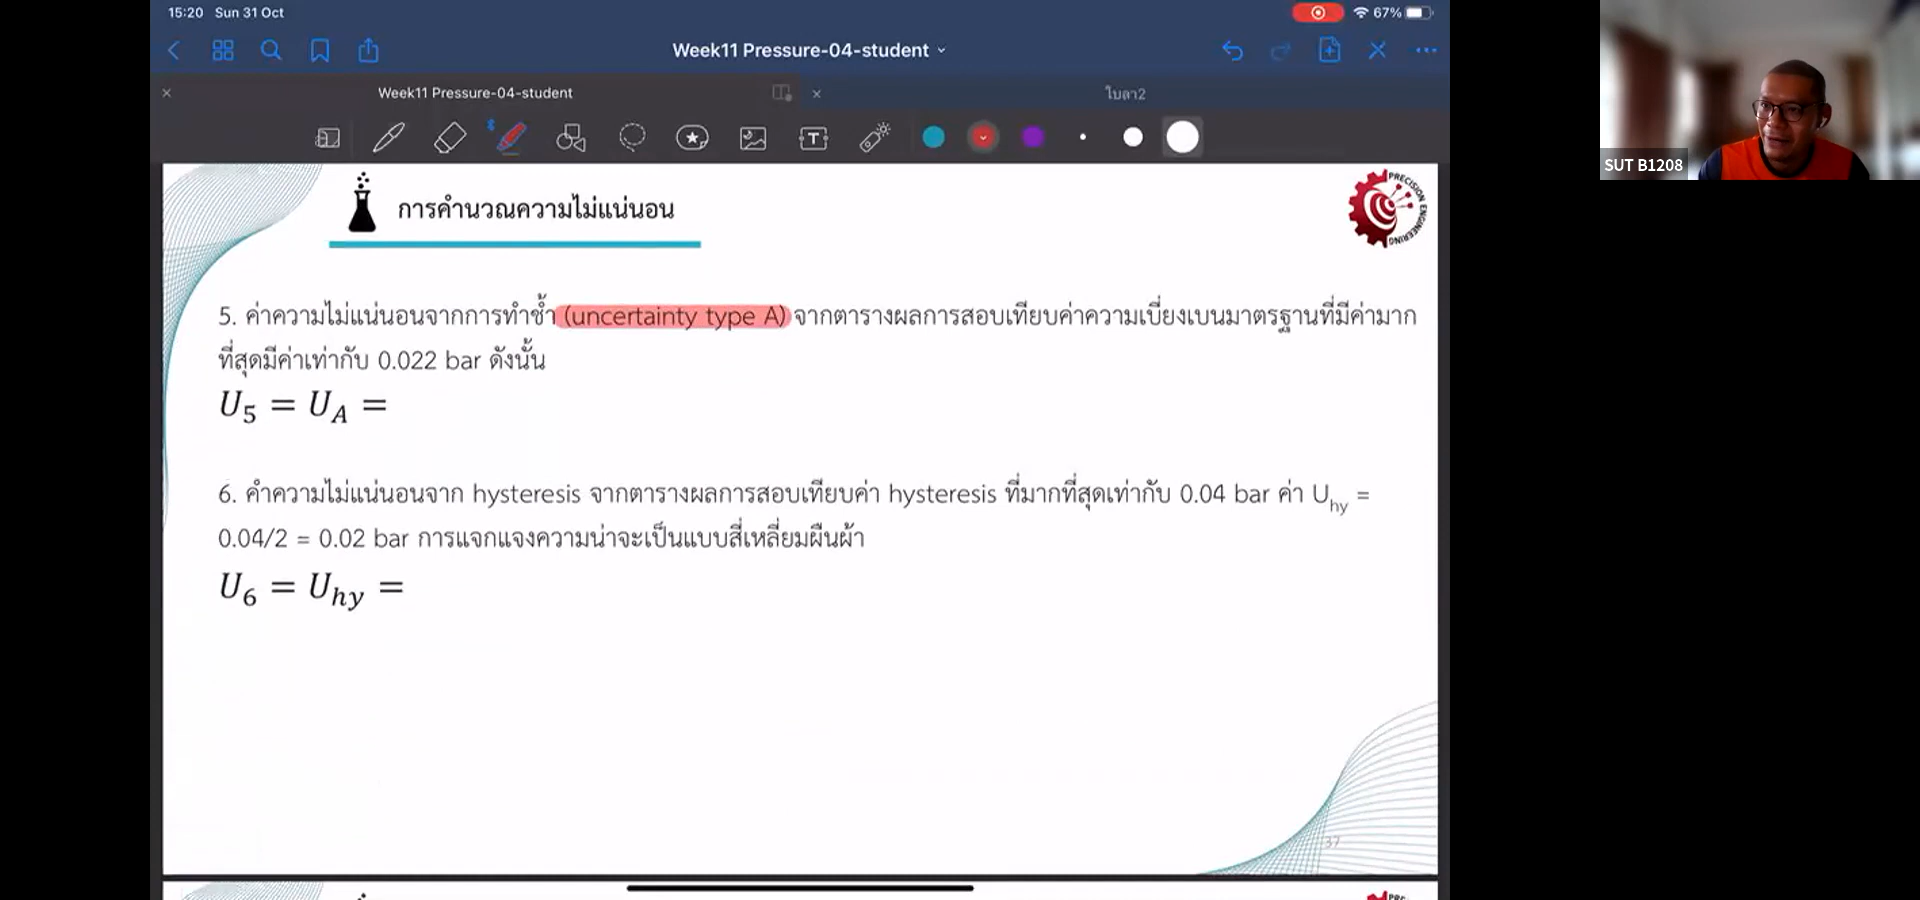 15:20 Sun 31 Oct
67%
Week11 Pressure-04-student
Week11 Pressure-04-student
ใบลา2
T
SUT B1208
การคำนวณความไม่แน่นอน
PRECISION ENGINEERING
5. ค่าความไม่แน่นอนจากการทำซ้ำ (uncertainty type A) จากตารางผลการสอบเทียบค่าความเบี่ยงเบนมาตรฐานที่มีค่ามาก
ที่สุดมีค่าเท่ากับ 0.022 bar ดังนั้น
U5 = UA =
6. ค่าความไม่แน่นอนจาก hysteresis จากตารางผลการสอบเทียบค่า hysteresis ที่มากที่สุดเท่ากับ 0.04 bar ค่า Uhy =
0.04/2 = 0.02 bar การแจกแจงความน่าจะเป็นแบบสี่เหลี่ยมผืนผ้า
U6 = Uhy =
37